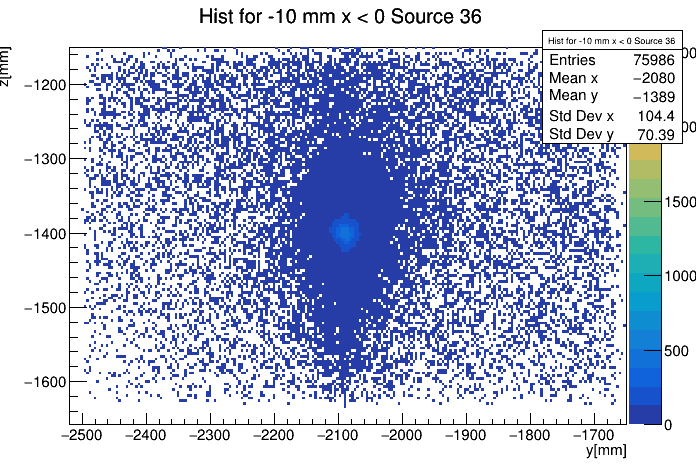 Hist for -10 mm x < 0 Source 36
z[mm]
Hist for -10 mm x < 0 Source 36
Entries 75986
Mean x −2080
Mean y −1389
Std Dev x 104.4
Std Dev y 70.39
−1200
−1300
−1400
−1500
−1600
1500
1000
500
0
−2500 −2400 −2300 −2200 −2100 −2000 −1900 −1800 −1700
y[mm]